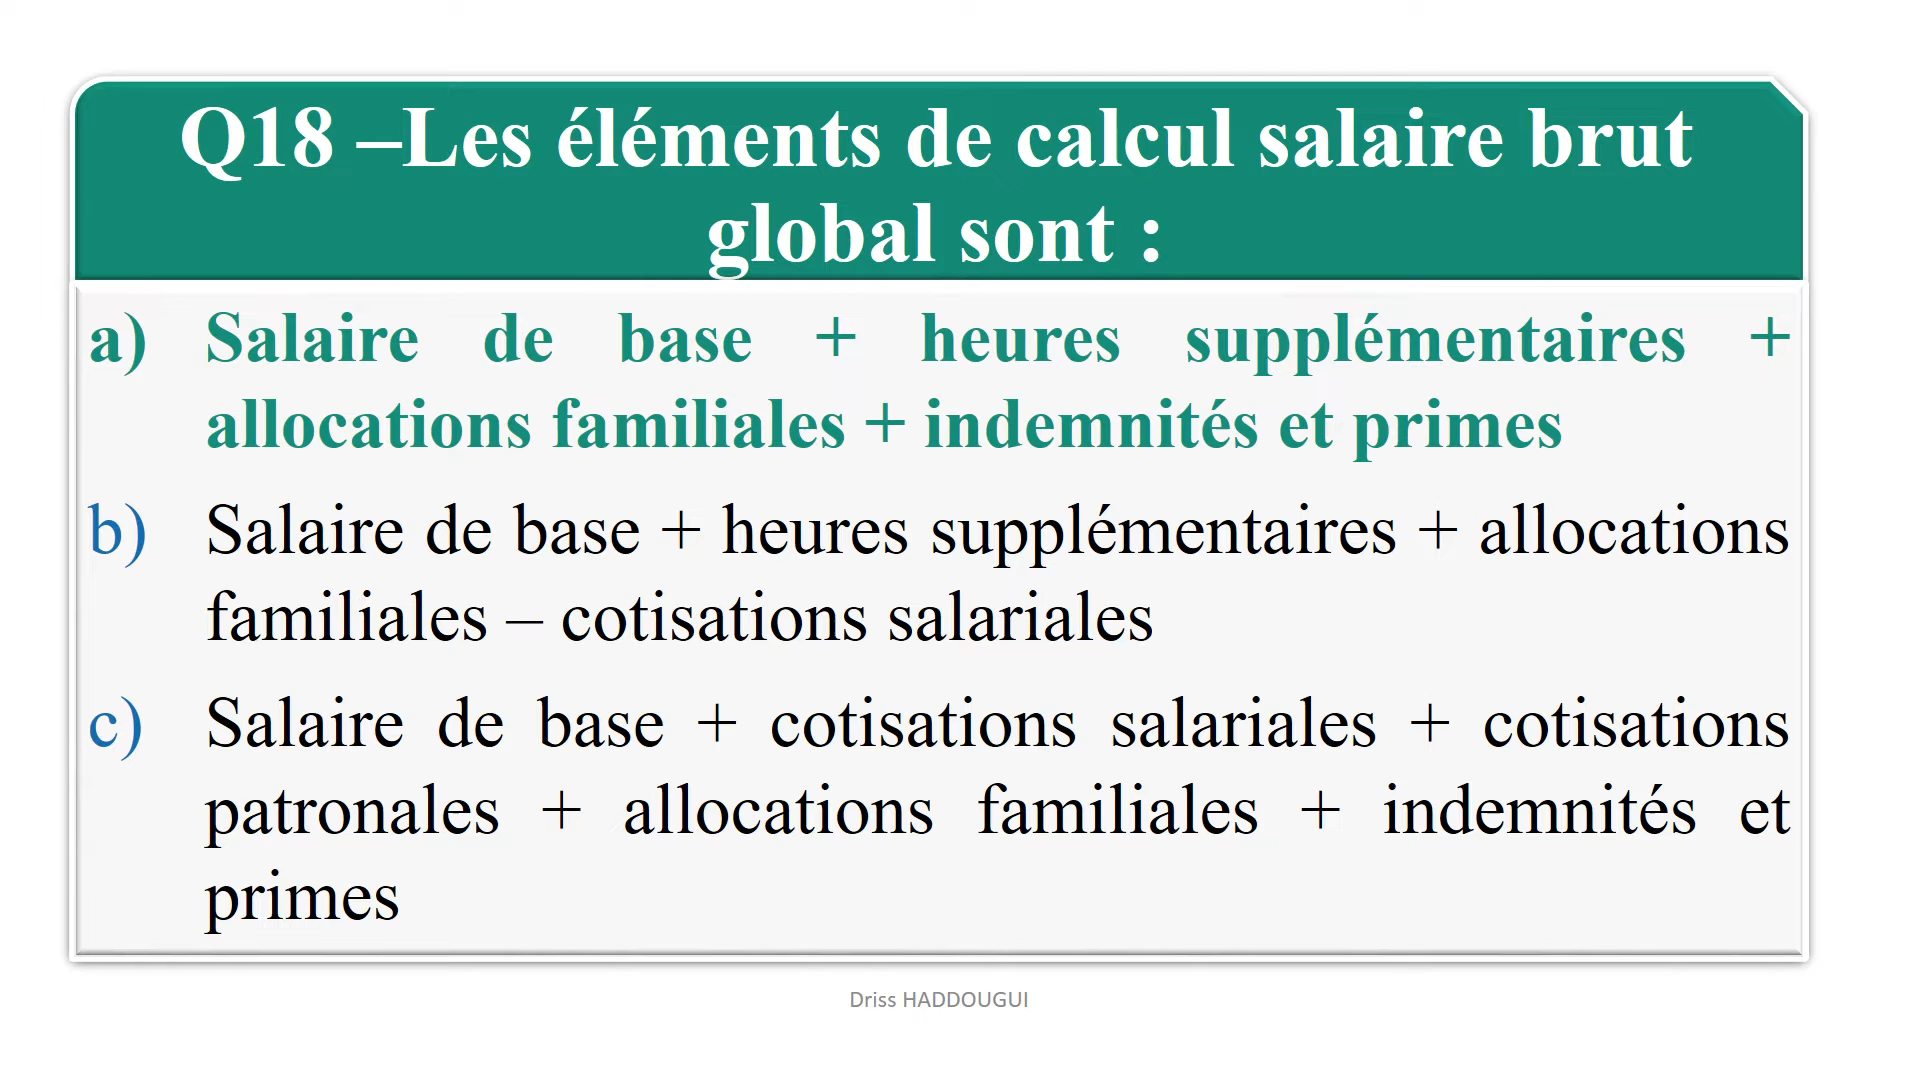 Q18 –Les éléments de calcul salaire brut
global sont :
a) Salaire de base + heures supplémentaires +
allocations familiales + indemnités et primes
b) Salaire de base + heures supplémentaires + allocations
familiales – cotisations salariales
c) Salaire de base + cotisations salariales + cotisations
patronales + allocations familiales + indemnités et
primes
Driss HADDOUGUI